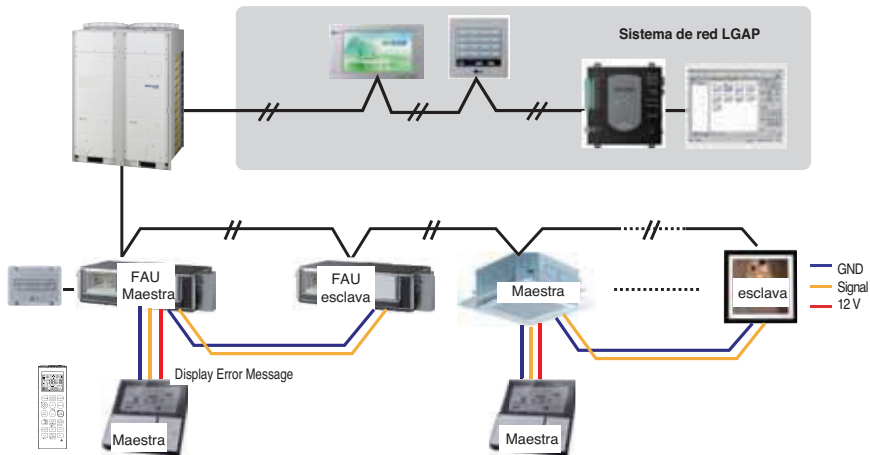 Sistema de red LGAP
FAU
Maestra
FAU
esclava
Maestra
esclava
GND
Signal
12 V
Display Error Message
Maestra
Maestra